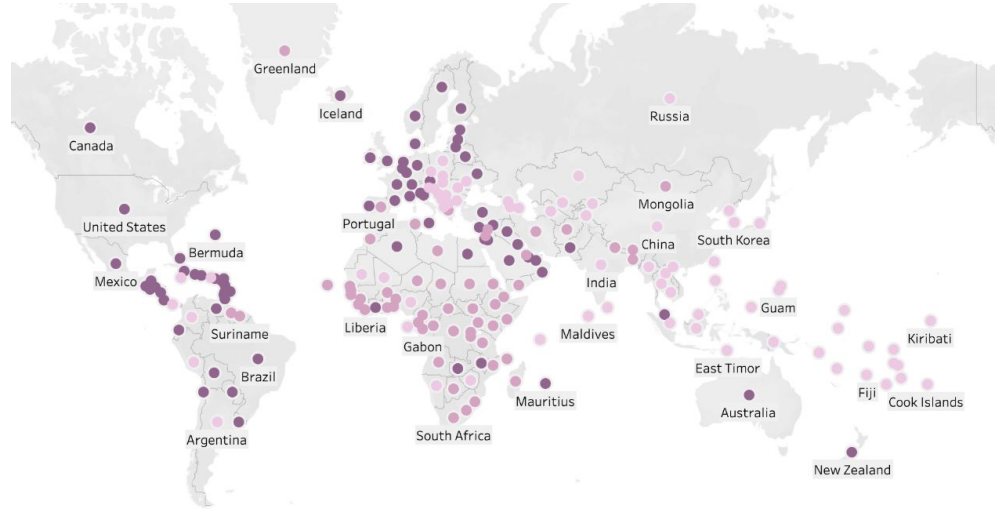 Greenland
Iceland
Russia
Canada
Mongolia
United States
Portugal
South Korea
China
Bermuda
Mexico
India
Guam
Liberia
Maldives
Suriname
Kiribati
Gabon
East Timor
Brazil
Fiji
Mauritius
Cook Islands
Australia
South Africa
Argentina
New Zealand